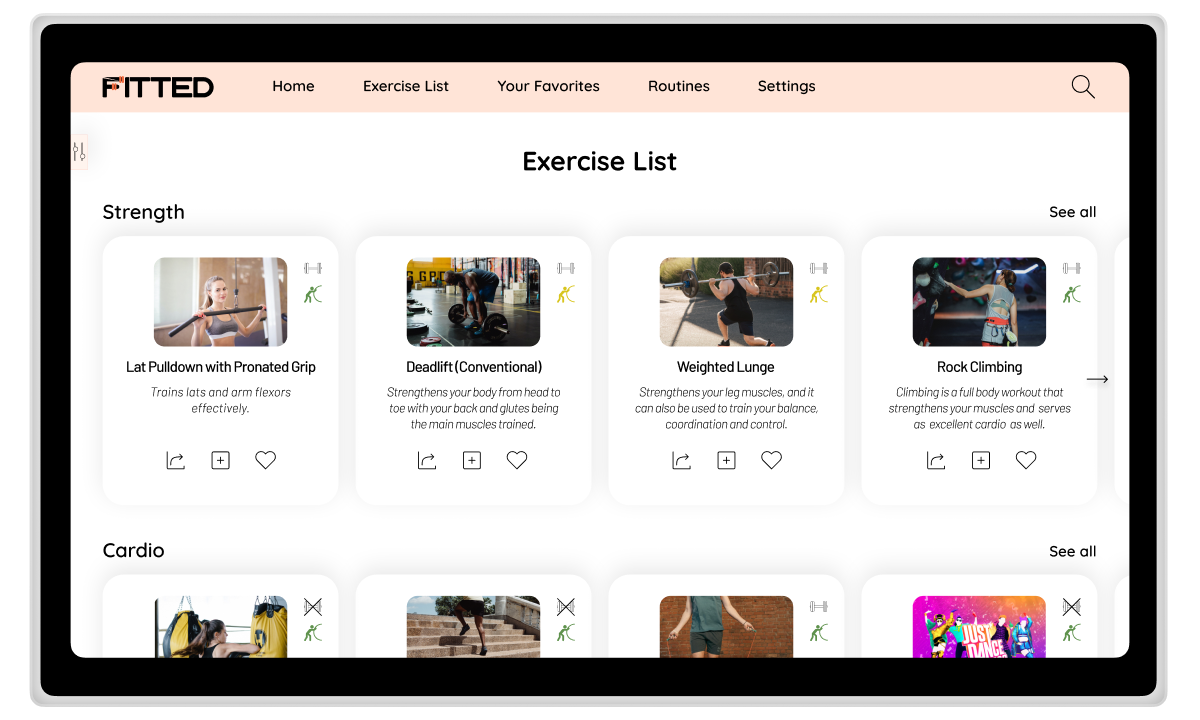 FITTED
Home
Exercise List
Your Favorites
Routines
Settings
Exercise List
Strength
See all
Lat Pulldown with Pronated Grip
Trains lats and arm flexors
effectively.
Deadlift (Conventional)
Strengthens your body from head to
toe with your back and glutes being
the main muscles trained.
Weighted Lunge
Strengthens your leg muscles, and it
can also be used to train your balance,
coordination and control.
Rock Climbing
Climbing is a full body workout that
strengthens your muscles and serves
as excellent cardio as well.
Cardio
See all
JUST
DANCE